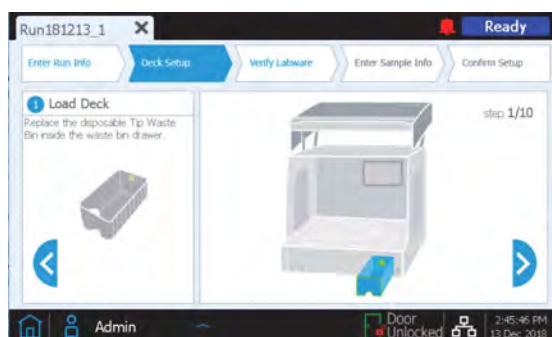 Run181213_1
Ready
Enter Run Info
Deck Setup
Verify Labware
Enter Sample Info
Confirm Setup
1 Load Deck
Replace the disposable Tip Waste
Bin inside the waste bin drawer.
step 1/10
Admin
Door
Unlocked
2:45:46 PM
13 Dec 2018